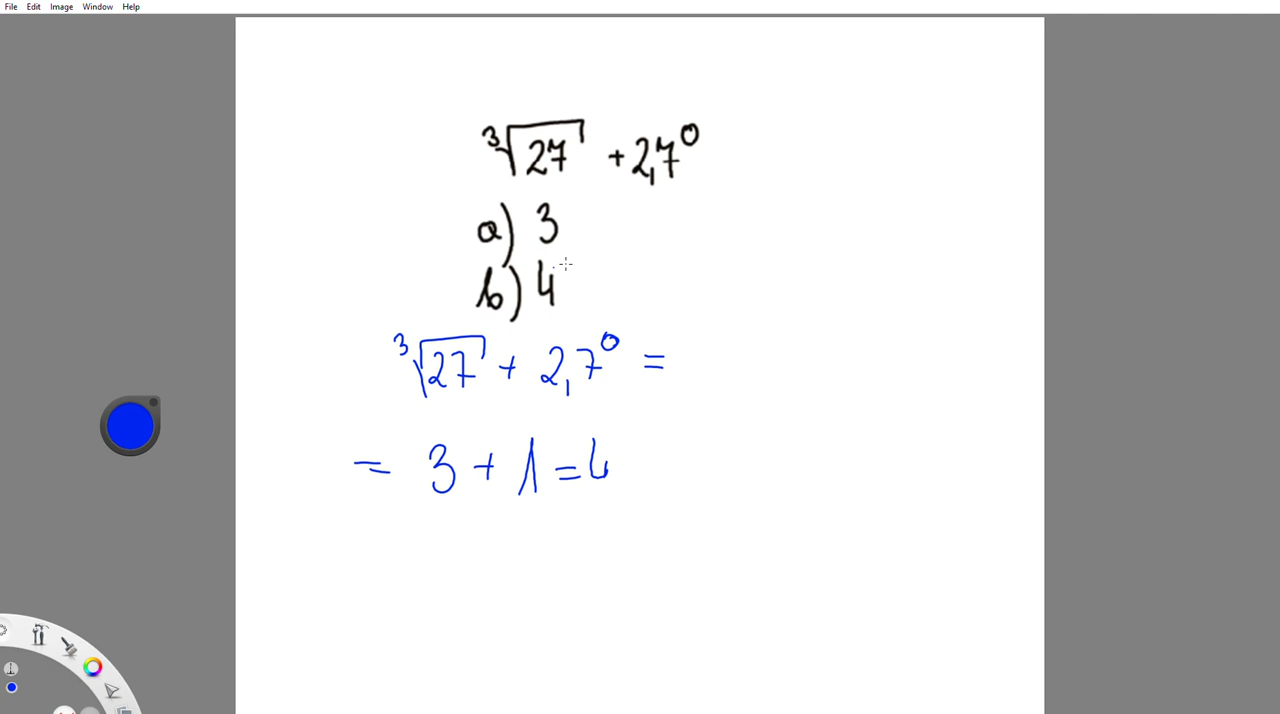 File Edit Image Window Help
³√27 + 2,7⁰
a) 3
b) 4
³√27 + 2,7⁰ =
= 3 + 1 = 4